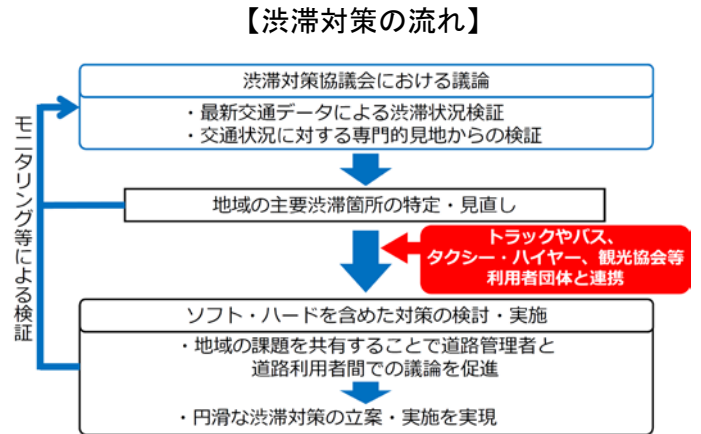 【渋滞対策の流れ】
渋滞対策協議会における議論
・最新交通データによる渋滞状況検証
・交通状況に対する専門的見地からの検証
モニタリング等による検証
地域の主要渋滞箇所の特定・見直し
トラックやバス、
タクシー・ハイヤー、観光協会等
利用者団体と連携
ソフト・ハードを含めた対策の検討・実施
・地域の課題を共有することで道路管理者と
道路利用者間での議論を促進
・円滑な渋滞対策の立案・実施を実現